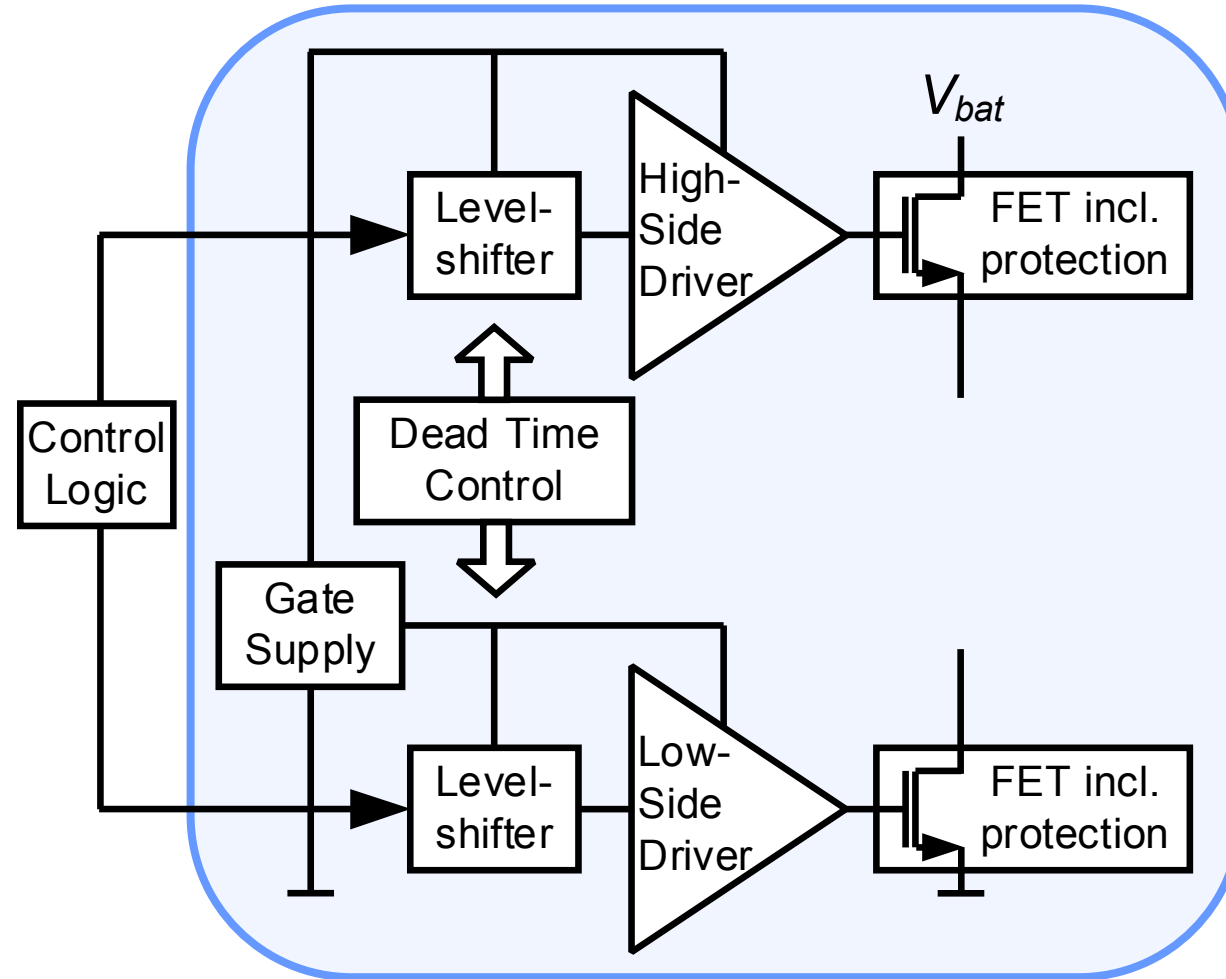 V_bat
Level-
shifter
High-
Side
Driver
FET incl.
protection
Control
Logic
Dead Time
Control
Gate
Supply
Level-
shifter
Low-
Side
Driver
FET incl.
protection